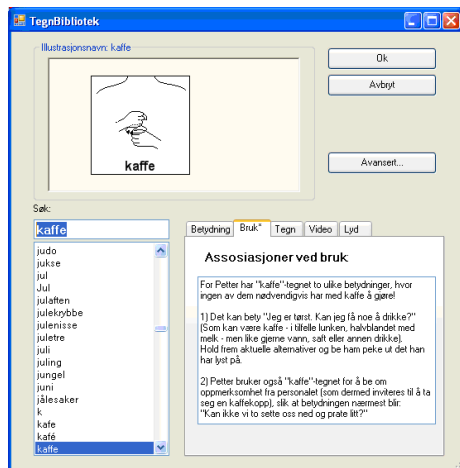 TegnBibliotek
Illustrasjonsnavn: kaffe
kaffe
Ok
Avbryt
Avansert...
Søk:
kaffe
judo
jukse
jul
Jul
julaften
julekrybbe
julenisse
juletre
juli
juling
jungel
juni
jålesaker
k
kafe
kafé
kaffe
Betydning Bruk* Tegn Video Lyd
Assosiasjoner ved bruk
For Petter har "kaffe"-tegnet to ulike betydninger, hvor
ingen av dem nødvendigvis har med kaffe å gjøre!
1) Det kan bety "Jeg er tørst. Kan jeg få noe å drikke?"
(Som kan være kaffe - i tilfelle lunken, halvblandet med
melk - men like gjerne vann, saft eller annen drikke).
Hold frem aktuelle alternativer og be ham peke ut det han
har lyst på.
2) Petter bruker også "kaffe"-tegnet for å be om
oppmerksomhet fra personalet (som dermed inviteres til å ta
seg en kaffekopp), slik at betydningen nærmest blir:
"Kan ikke vi to sette oss ned og prate litt?"